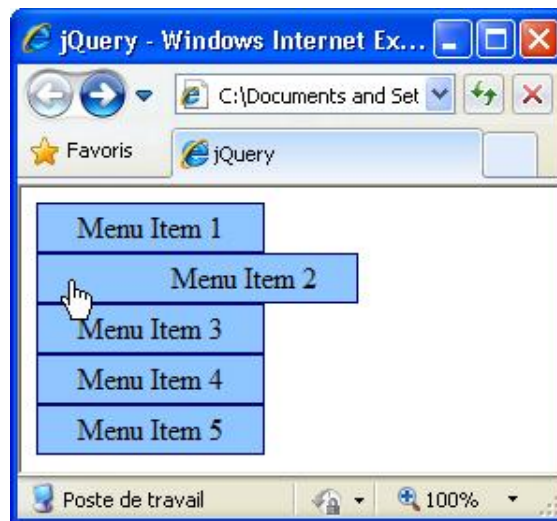 jQuery - Windows Internet Ex...
C:\Documents and Set
Favoris
jQuery
Menu Item 1
Menu Item 2
Menu Item 3
Menu Item 4
Menu Item 5
Poste de travail
100%